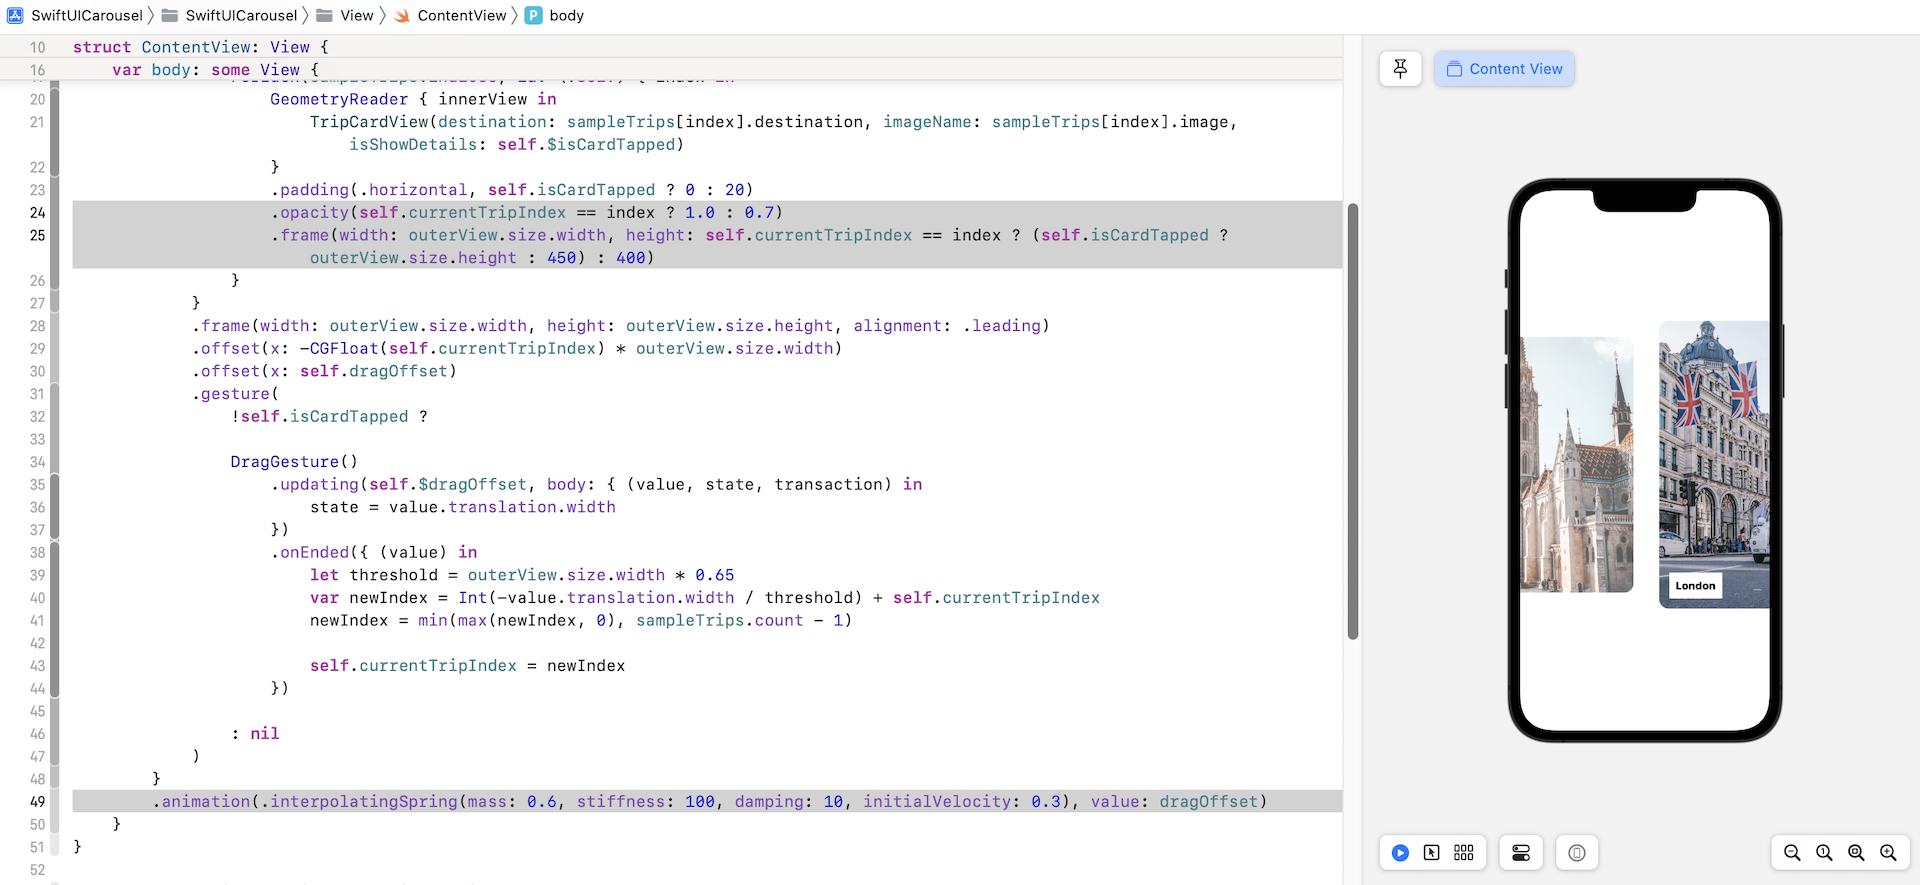 SwiftUICarousel SwiftUICarousel View ContentView P body
10 struct ContentView: View {
16 var body: some View {
20 GeometryReader { innerView in
21 TripCardView(destination: sampleTrips[index].destination, imageName: sampleTrips[index].image,
isShowDetails: self.$isCardTapped)
22 }
23 .padding(.horizontal, self.isCardTapped ? 0 : 20)
24 .opacity(self.currentTripIndex == index ? 1.0 : 0.7)
25 .frame(width: outerView.size.width, height: self.currentTripIndex == index ? (self.isCardTapped ?
outerView.size.height : 450) : 400)
26 }
27 }
28 .frame(width: outerView.size.width, height: outerView.size.height, alignment: .leading)
29 .offset(x: -CGFloat(self.currentTripIndex) * outerView.size.width)
30 .offset(x: self.dragOffset)
31 .gesture(
32 !self.isCardTapped ?
33
34 DragGesture()
35 .updating(self.$dragOffset, body: { (value, state, transaction) in
36 state = value.translation.width
37 })
38 .onEnded({ (value) in
39 let threshold = outerView.size.width * 0.65
40 var newIndex = Int(-value.translation.width / threshold) + self.currentTripIndex
41 newIndex = min(max(newIndex, 0), sampleTrips.count - 1)
42
43 self.currentTripIndex = newIndex
44 })
45
46 : nil
47 )
48 }
49 .animation(.interpolatingSpring(mass: 0.6, stiffness: 100, damping: 10, initialVelocity: 0.3), value: dragOffset)
50 }
51 }
52
Content View
London